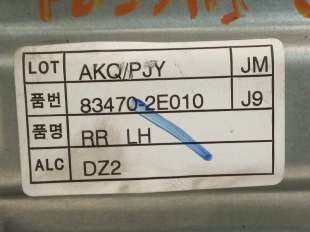 LOT AKQ/PJY JM
품번 83470-2E010 J9
품명 RR LH
ALC DZ2